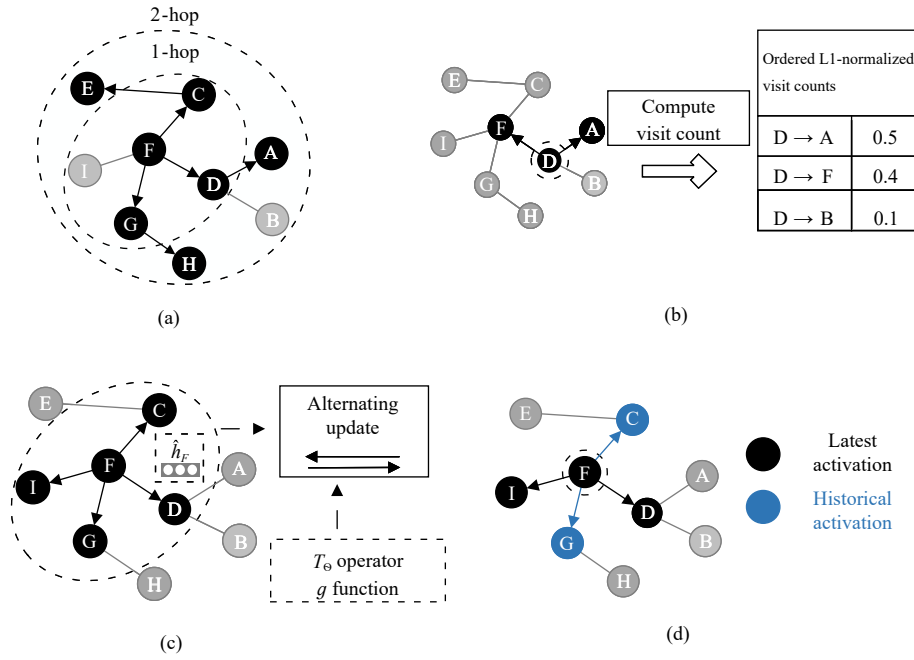 2-hop
1-hop
E
C
F
A
I
D
B
G
H
(a)
E
C
F
A
I
D
G
B
H
Compute
visit count
Ordered L1-normalized
visit counts
D → A 0.5
D → F 0.4
D → B 0.1
(b)
E
C
F
ĥ_F
A
I
D
G
B
H
Alternating
update
T_Θ operator
g function
(c)
E
C
F
A
I
D
G
B
H
Latest
activation
Historical
activation
(d)